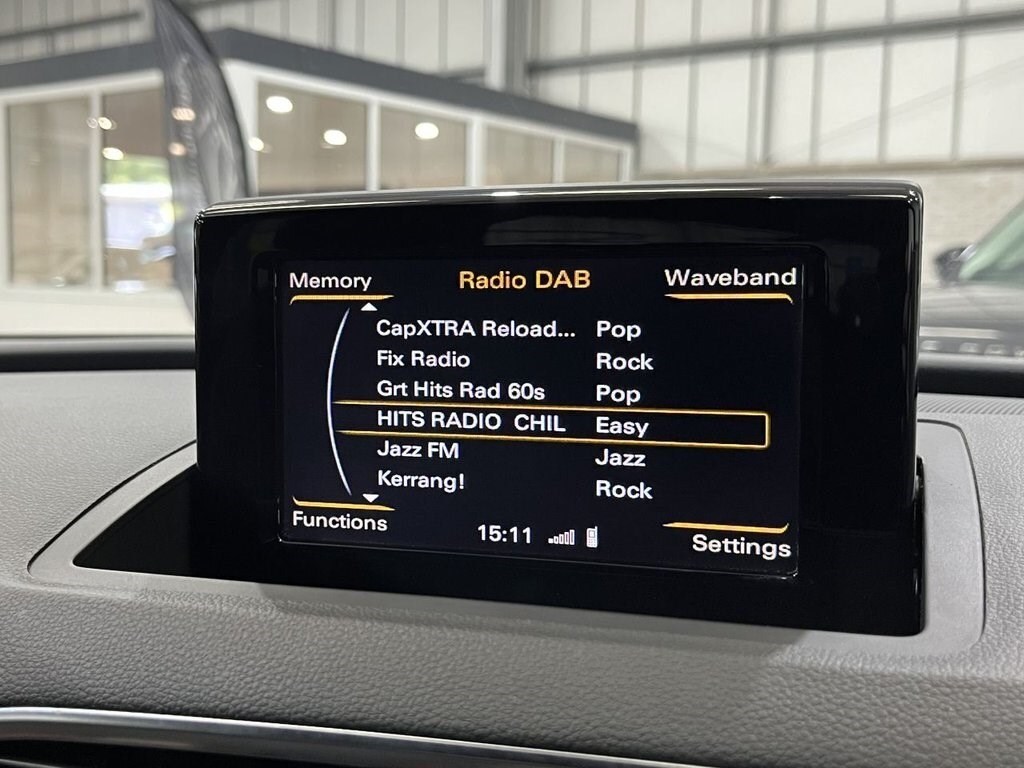 Memory Radio DAB Waveband
CapXTRA Reload... Pop
Fix Radio Rock
Grt Hits Rad 60s Pop
HITS RADIO CHIL Easy
Jazz FM Jazz
Kerrang! Rock
Functions 15:11 Settings